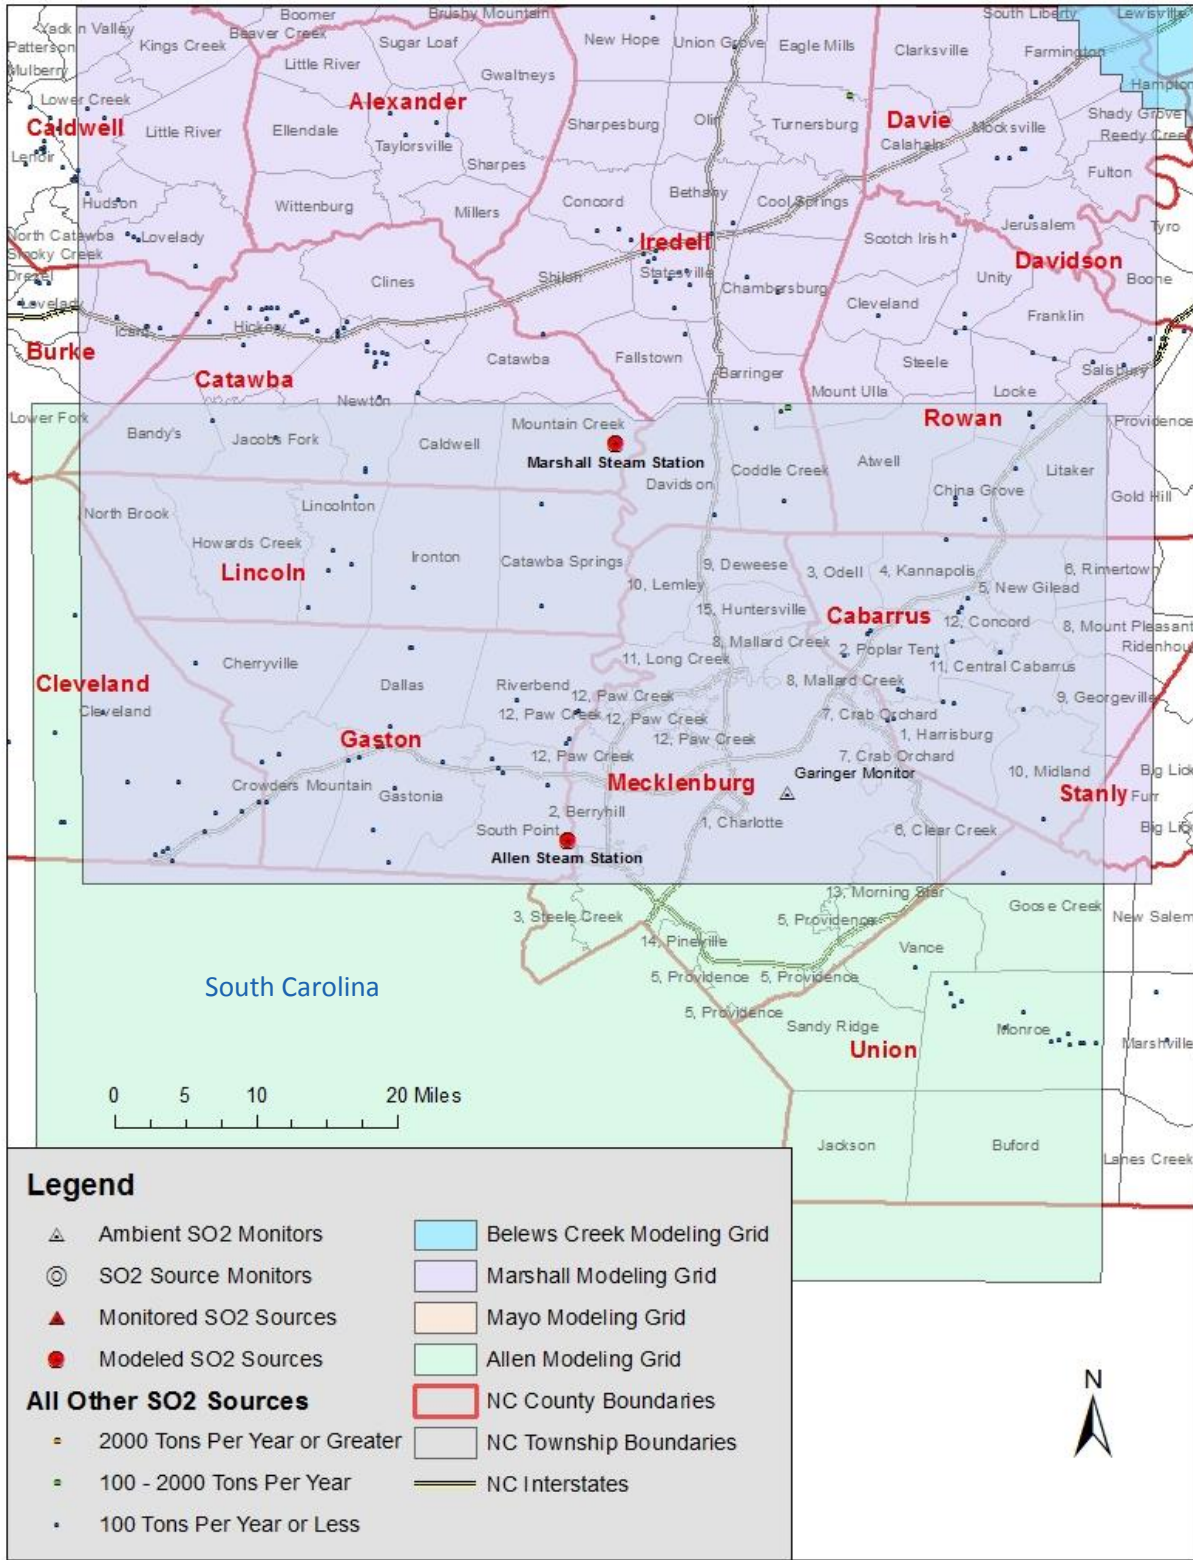 Boomer
Brushy Mountain
South Liberty
Lewisville
Yadkin Valley
Kings Creek
Beaver Creek
Sugar Loaf
New Hope
Union Grove
Eagle Mills
Clarksville
Farmington
Patterson
Mulberry
Little River
Gwaltneys
Hampton
Lower Creek
Alexander
Caldwell
Little River
Ellendale
Taylorsville
Sharpesburg
Olin
Turnersburg
Davie
Mocksville
Shady Grove
Reedy Creek
Lenoir
Sharpes
Calahaln
Fulton
Hudson
Wittenburg
Millers
Concord
Bethany
Cool Springs
North Catawba
Lovelady
Iredell
Scotch Irish
Jerusalem
Tyro
Smoky Creek
Drexel
Clines
Shiloh
Statesville
Chambersburg
Unity
Davidson
Boone
Lovelady
Icard
Hickory
Cleveland
Franklin
Burke
Catawba
Catawba
Fallstown
Barringer
Steele
Salisbury
Newton
Mount Ulla
Locke
Lower Fork
Bandy's
Jacobs Fork
Caldwell
Mountain Creek
Rowan
Providence
Marshall Steam Station
Davidson
Coddle Creek
Atwell
Litaker
North Brook
Lincolnton
China Grove
Gold Hill
Howards Creek
Lincoln
Ironton
Catawba Springs
10, Lemley
9, Deweese
3, Odell
4, Kannapolis
6, Rimertown
5, New Gilead
15, Huntersville
Cabarrus
12, Concord
8, Mallard Creek
2, Poplar Tent
8, Mount Pleasant
Cherryville
11, Long Creek
11, Central Cabarrus
Cleveland
Dallas
Riverbend
12, Paw Creek
8, Mallard Creek
9, Georgeville
Cleveland
12, Paw Creek
12, Paw Creek
7, Crab Orchard
Gaston
12, Paw Creek
1, Harrisburg
12, Paw Creek
7, Crab Orchard
Crowders Mountain
Gastonia
Mecklenburg
Garinger Monitor
10, Midland
Big Lick
Stanly
Furr
South Point
2, Berryhill
1, Charlotte
6, Clear Creek
Big Lick
Allen Steam Station
3, Steele Creek
13, Morning Star
Goose Creek
New Salem
14, Pineville
5, Providence
Vance
5, Providence
5, Providence
South Carolina
5, Providence
Sandy Ridge
Union
Monroe
Marshville
0 5 10 20 Miles
Jackson
Buford
Lanes Creek
Legend
Ambient SO2 Monitors
SO2 Source Monitors
Monitored SO2 Sources
Modeled SO2 Sources
All Other SO2 Sources
2000 Tons Per Year or Greater
100 - 2000 Tons Per Year
100 Tons Per Year or Less
Belews Creek Modeling Grid
Marshall Modeling Grid
Mayo Modeling Grid
Allen Modeling Grid
NC County Boundaries
NC Township Boundaries
NC Interstates
N